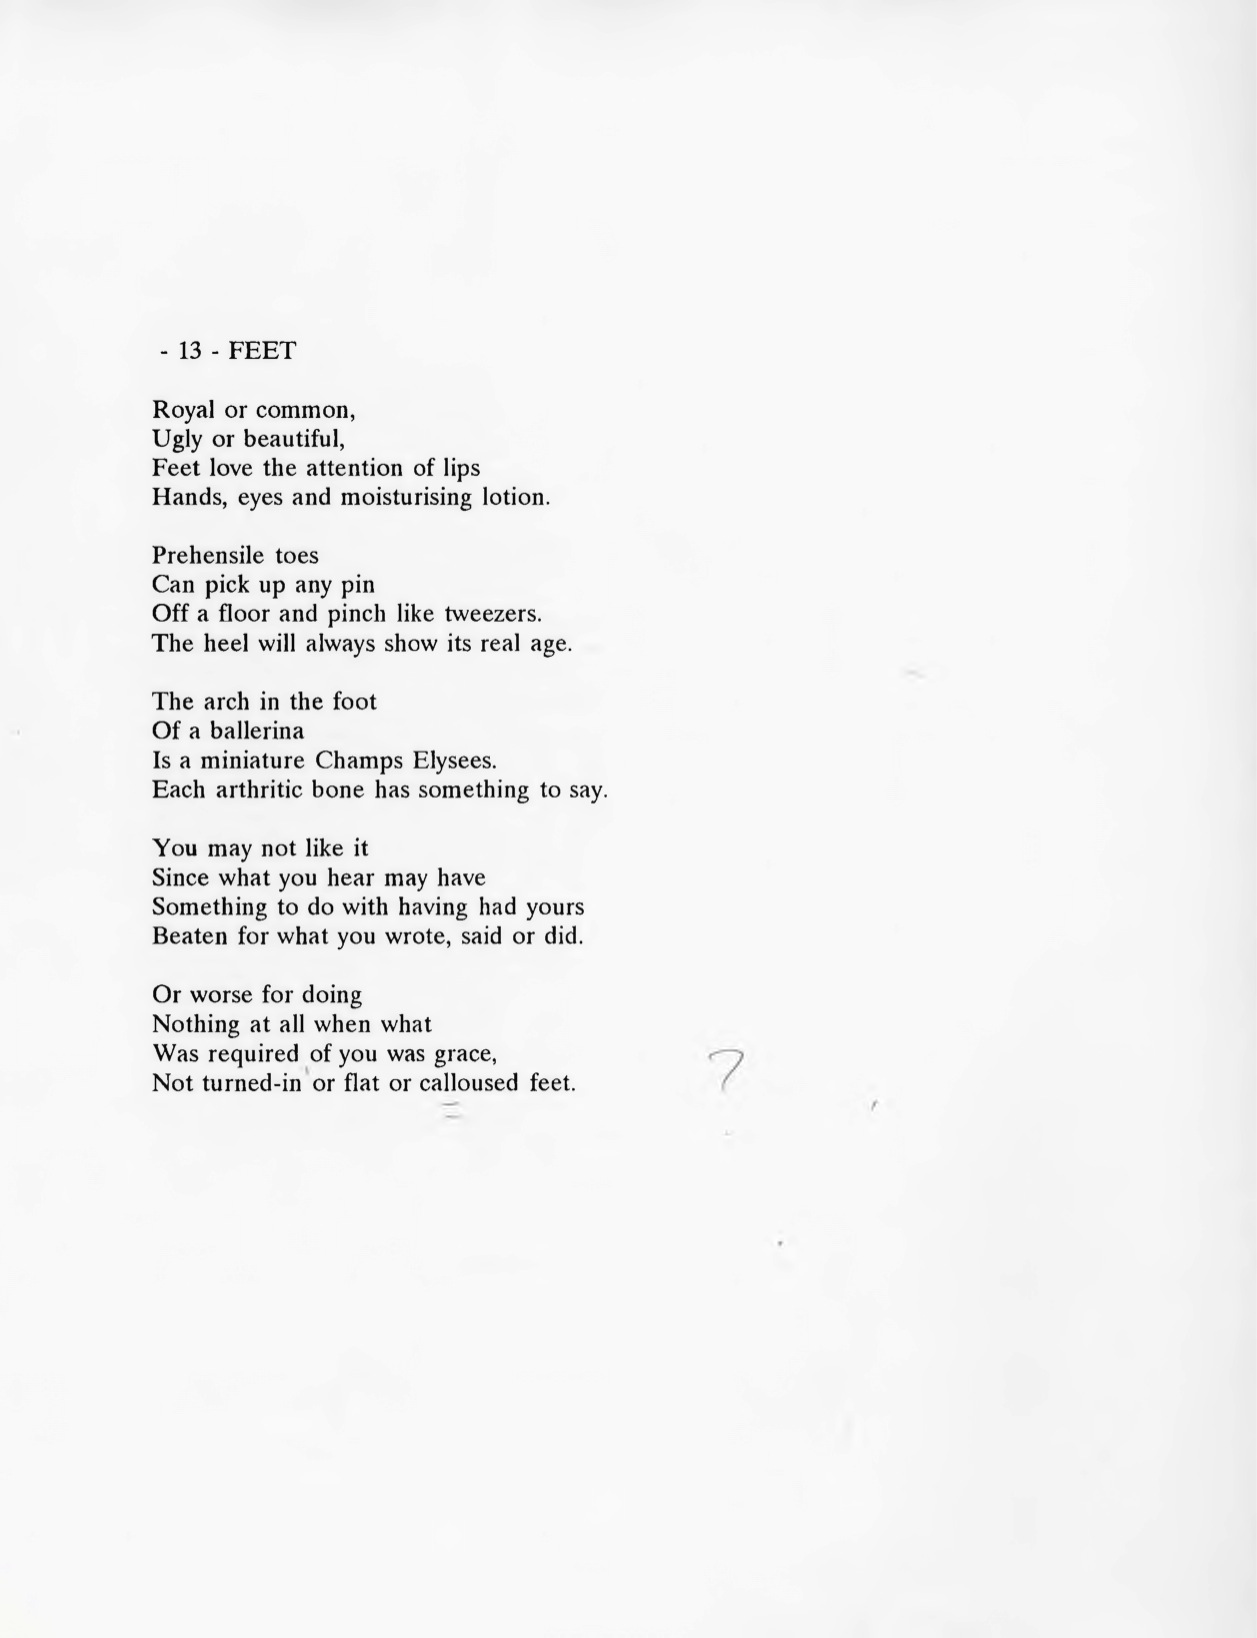 - 13 - FEET
Royal or common,
Ugly or beautiful,
Feet love the attention of lips
Hands, eyes and moisturising lotion.
Prehensile toes
Can pick up any pin
Off a floor and pinch like tweezers.
The heel will always show its real age.
The arch in the foot
Of a ballerina
Is a miniature Champs Elysees.
Each arthritic bone has something to say.
You may not like it
Since what you hear may have
Something to do with having had yours
Beaten for what you wrote, said or did.
Or worse for doing
Nothing at all when what
Was required of you was grace,
Not turned-in or flat or calloused feet.
?